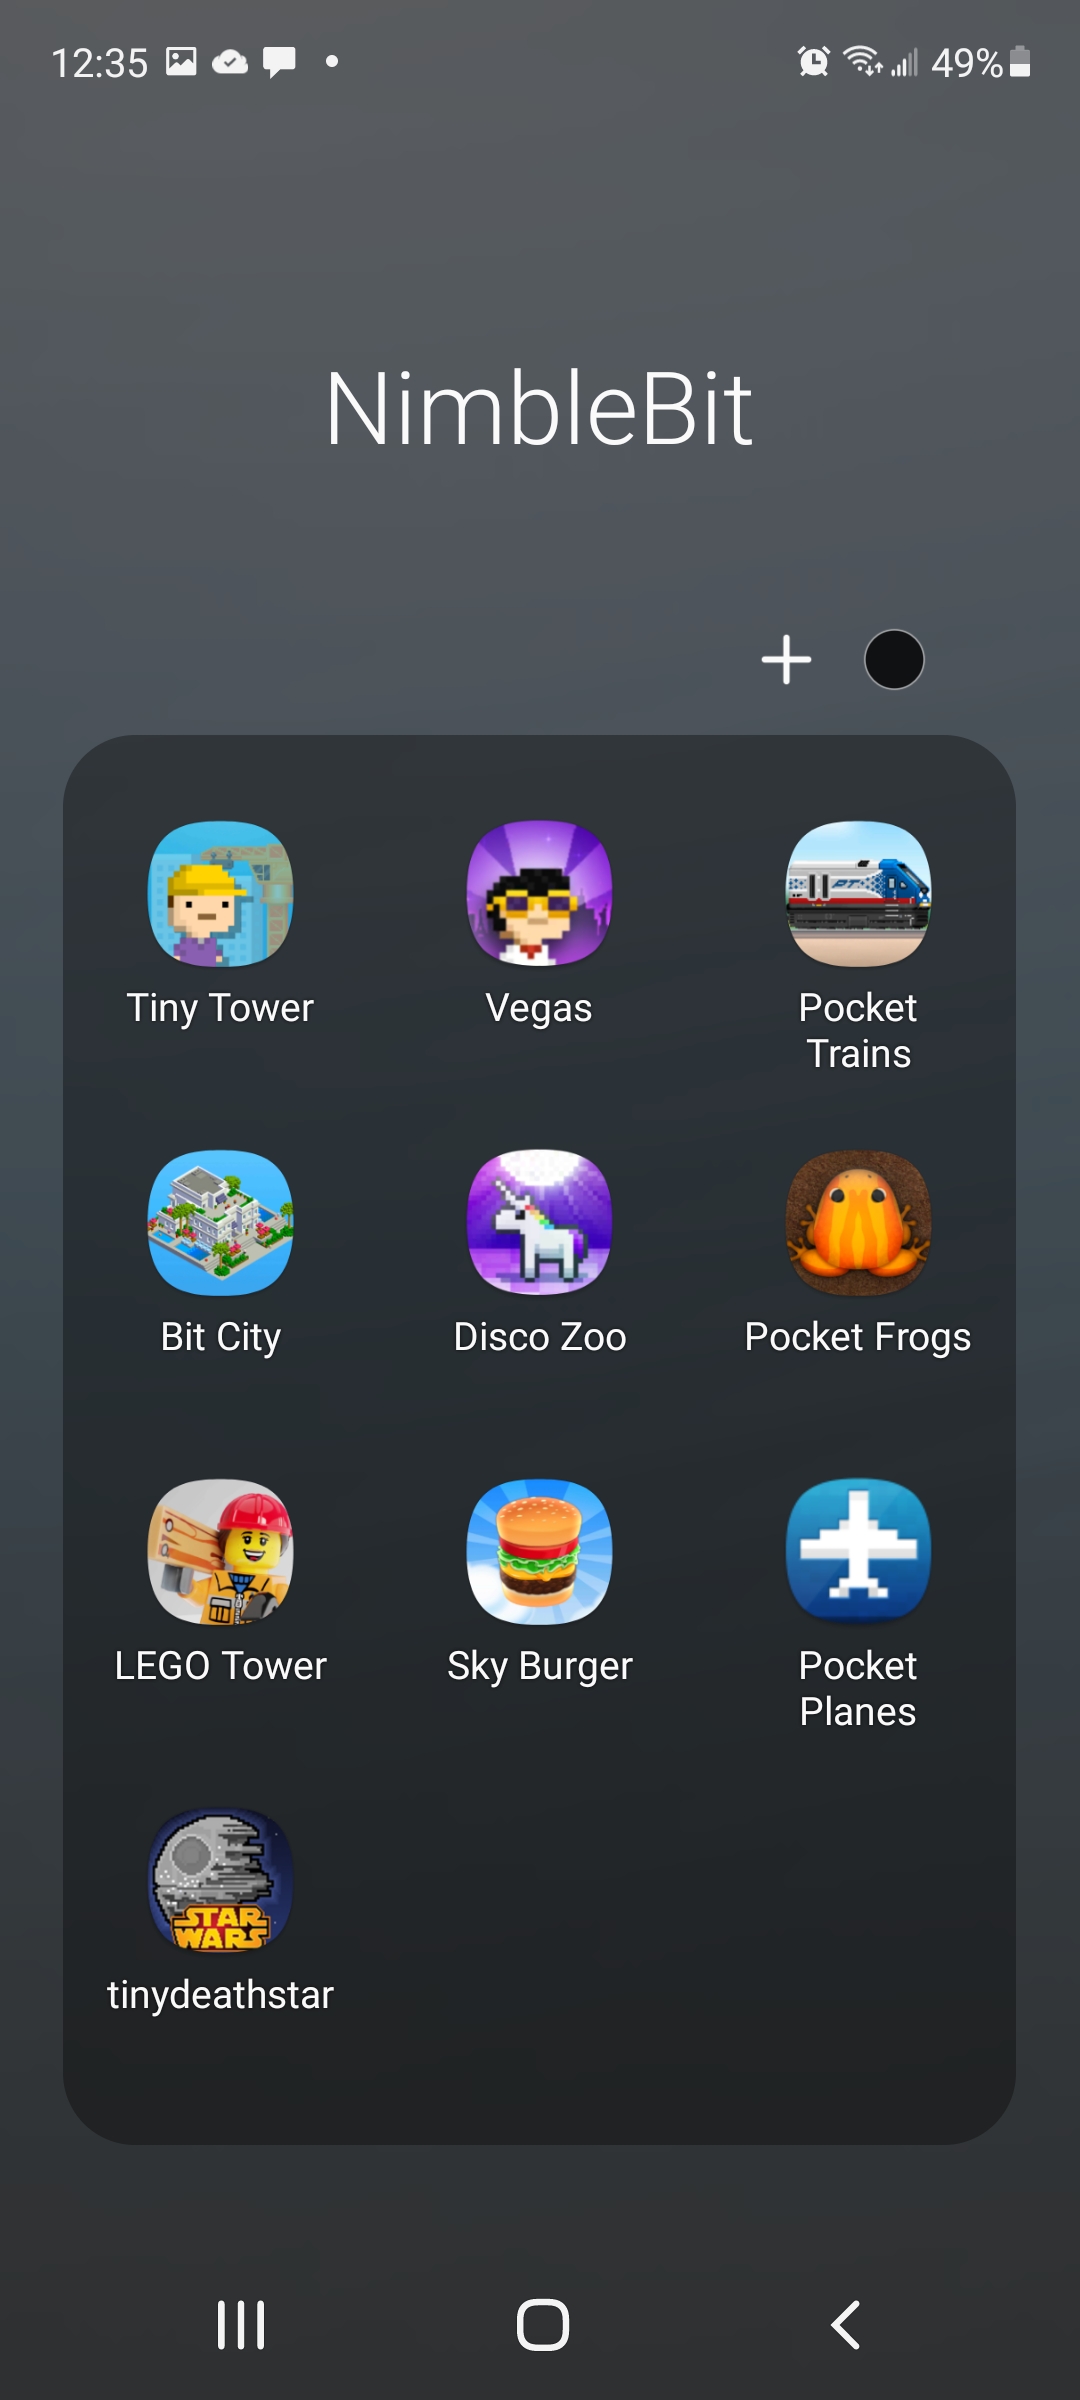 12:35 49%
NimbleBit
Tiny Tower Vegas Pocket
Trains
Bit City Disco Zoo Pocket Frogs
LEGO Tower Sky Burger Pocket
Planes
STAR
WARS
tinydeathstar